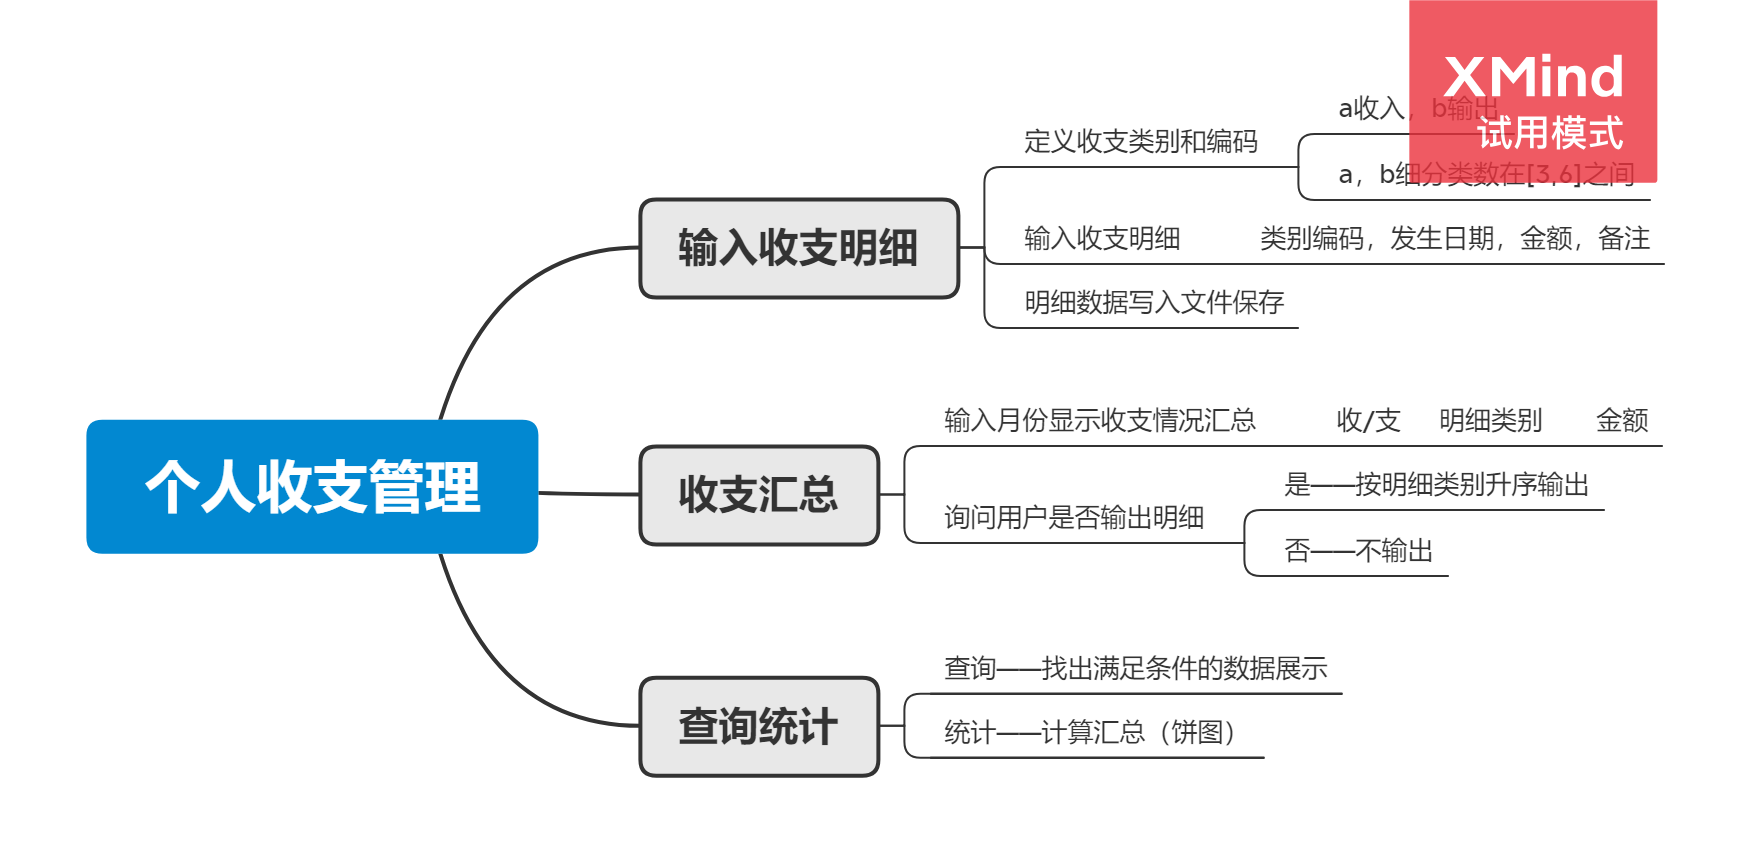 XMind
试用模式
a收入，b输出
定义收支类别和编码
a，b细分类数在[3,6]之间
输入收支明细
输入收支明细 类别编码，发生日期，金额，备注
明细数据写入文件保存
个人收支管理
收支汇总
输入月份显示收支情况汇总 收/支 明细类别 金额
询问用户是否输出明细
是——按明细类别升序输出
否——不输出
查询统计
查询——找出满足条件的数据展示
统计——计算汇总（饼图）